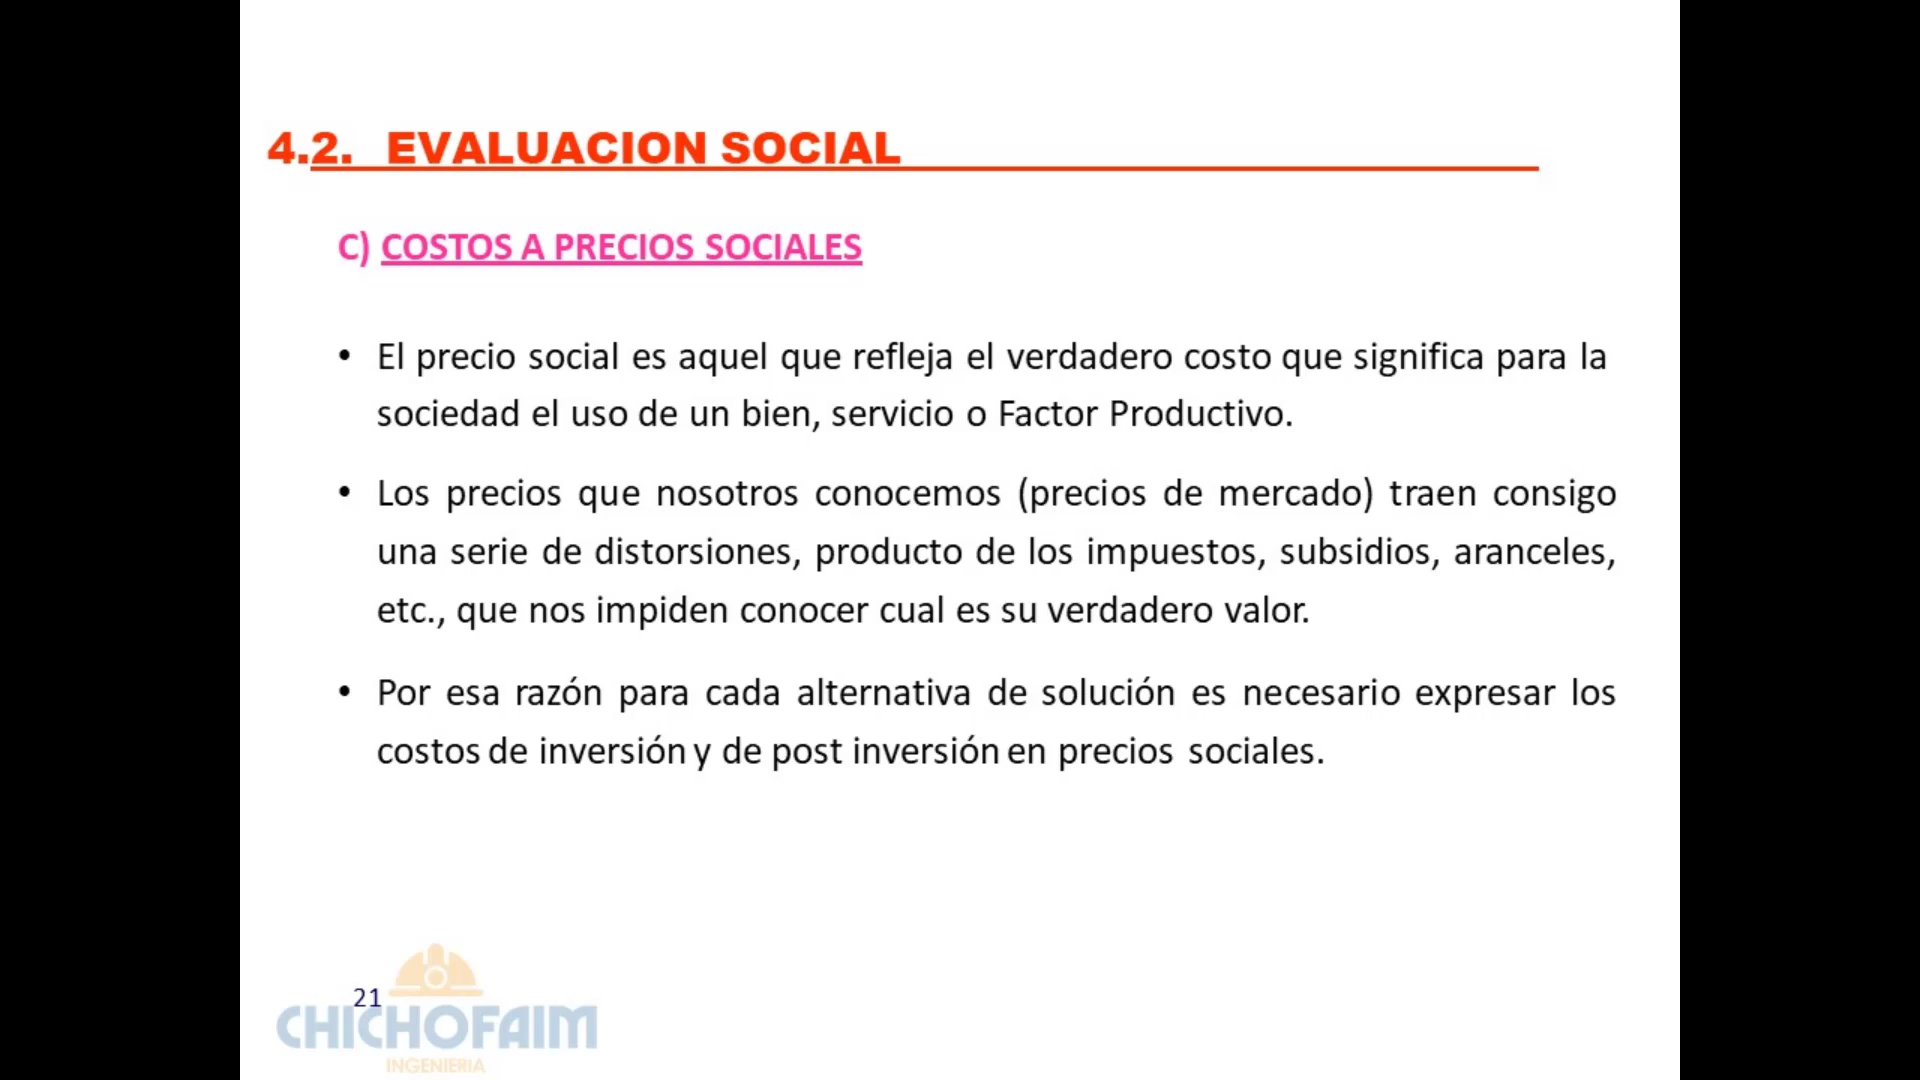 4.2. EVALUACION SOCIAL
C) COSTOS A PRECIOS SOCIALES
• El precio social es aquel que refleja el verdadero costo que significa para la
sociedad el uso de un bien, servicio o Factor Productivo.
• Los precios que nosotros conocemos (precios de mercado) traen consigo
una serie de distorsiones, producto de los impuestos, subsidios, aranceles,
etc., que nos impiden conocer cual es su verdadero valor.
• Por esa razón para cada alternativa de solución es necesario expresar los
costos de inversión y de post inversión en precios sociales.
21
CHICHOFAIM
INGENIERIA